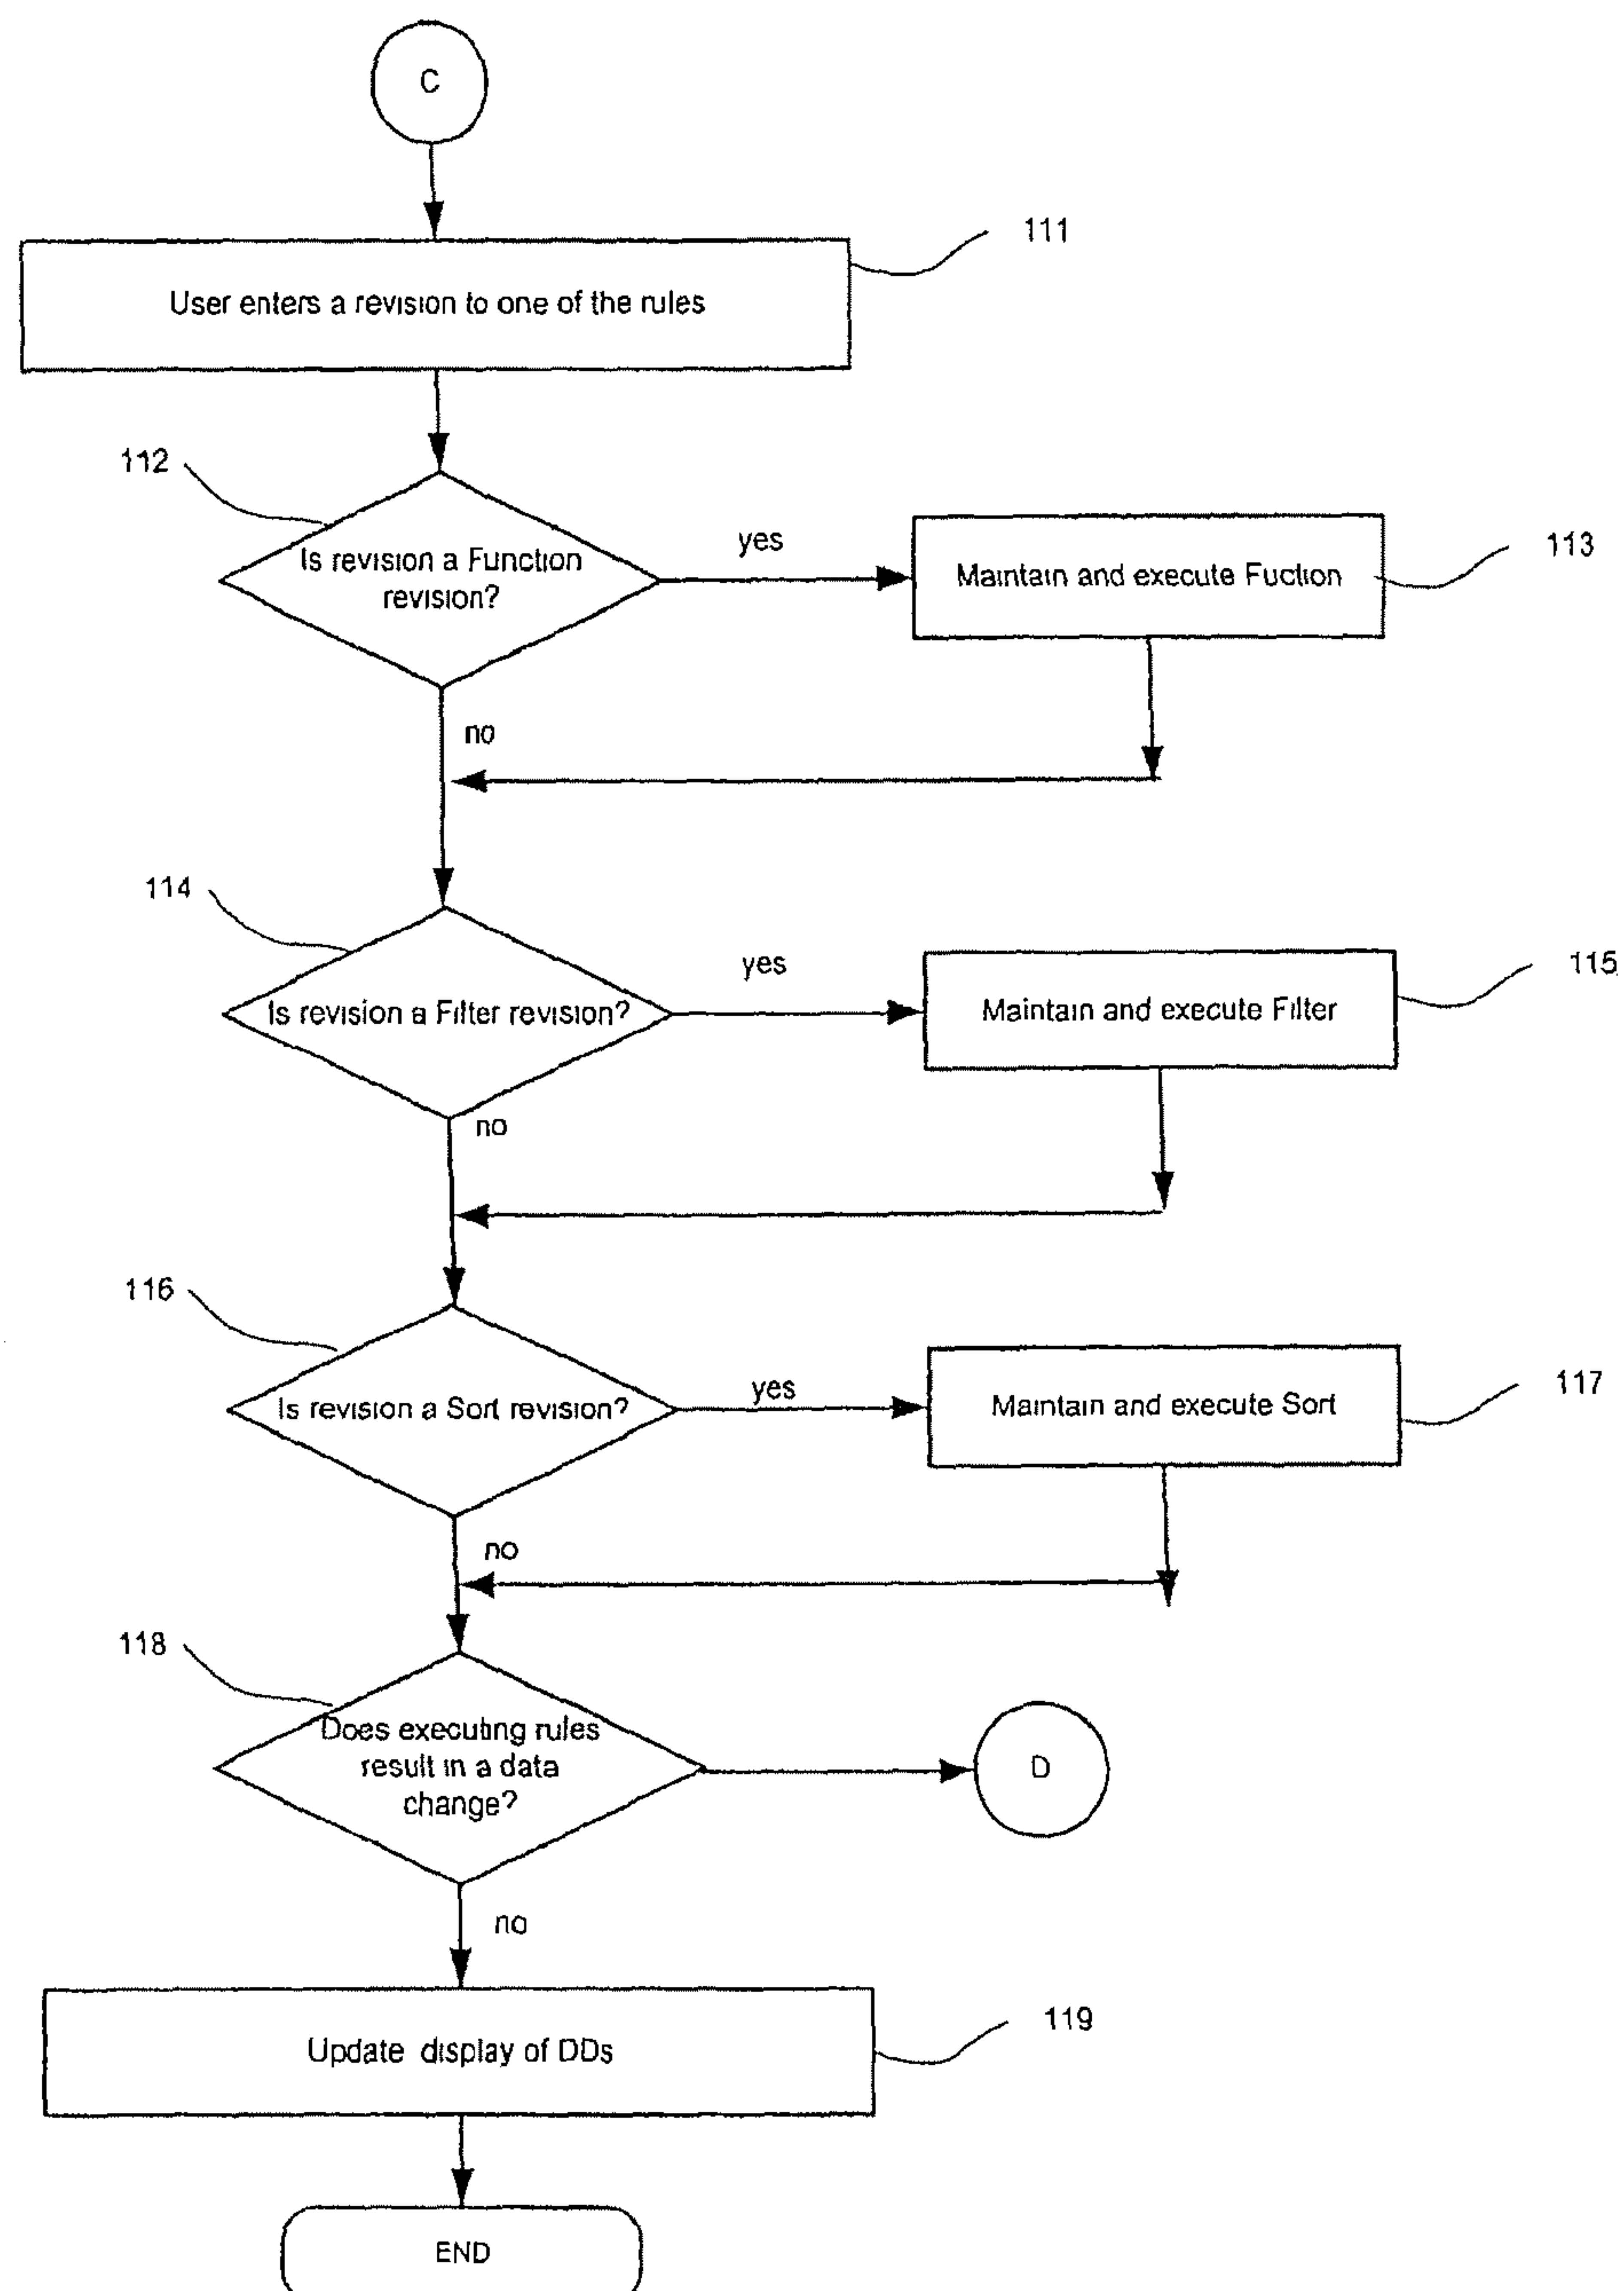 C
111
User enters a revision to one of the rules
112
Is revision a Function
revision?
yes
Maintain and execute Fuction
113
no
114
Is revision a Filter revision?
yes
Maintain and execute Filter
115
no
116
Is revision a Sort revision?
yes
Maintain and execute Sort
117
no
118
Does executing rules
result in a data
change?
D
no
Update display of DDs
119
END